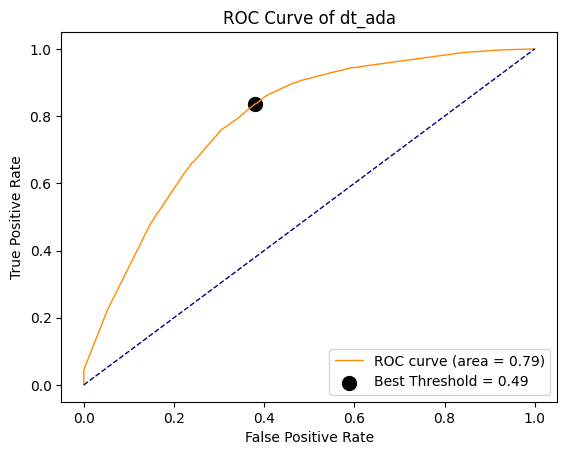 ROC Curve of dt_ada
True Positive Rate
1.0
0.8
0.6
0.4
0.2
0.0
ROC curve (area = 0.79)
Best Threshold = 0.49
0.0 0.2 0.4 0.6 0.8 1.0
False Positive Rate